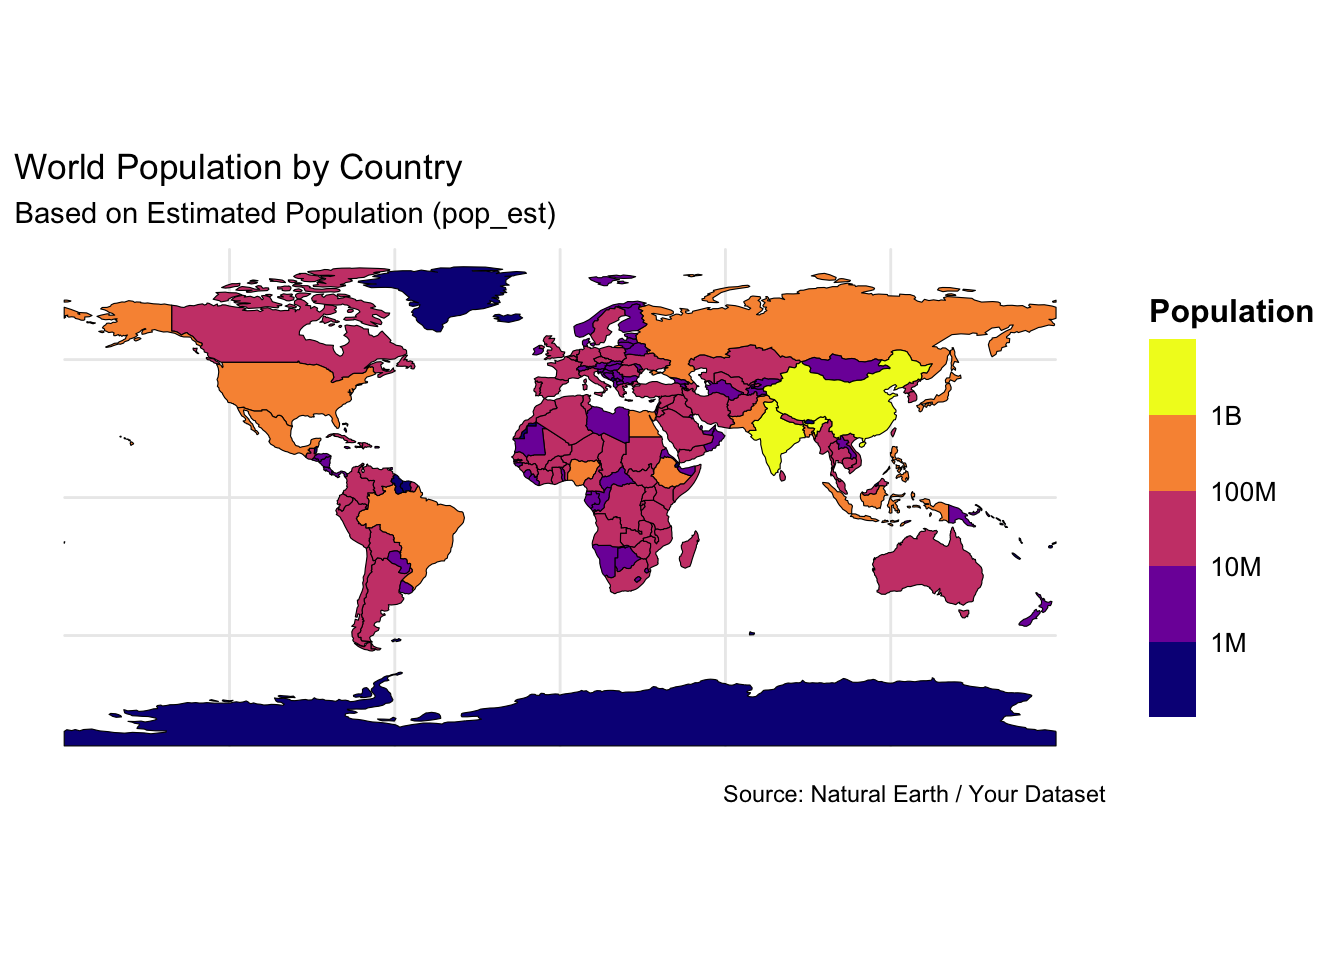 World Population by Country
Based on Estimated Population (pop_est)
Population
1B
100M
10M
1M
Source: Natural Earth / Your Dataset